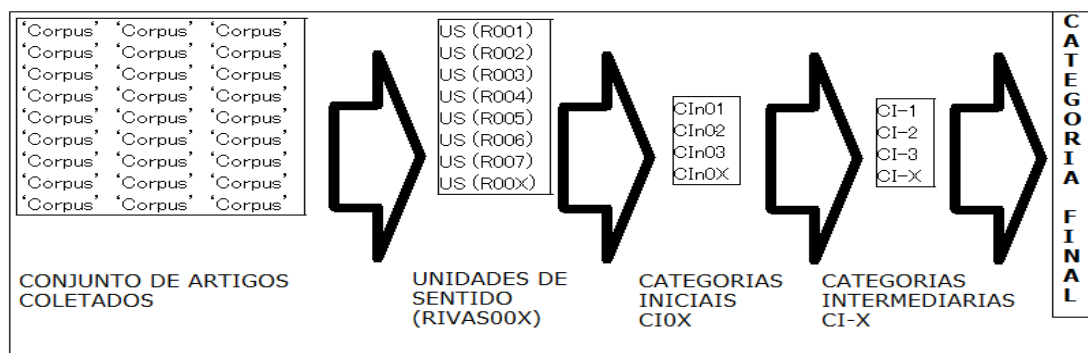 ‘Corpus’ ‘Corpus’ ‘Corpus’
‘Corpus’ ‘Corpus’ ‘Corpus’
‘Corpus’ ‘Corpus’ ‘Corpus’
‘Corpus’ ‘Corpus’ ‘Corpus’
‘Corpus’ ‘Corpus’ ‘Corpus’
‘Corpus’ ‘Corpus’ ‘Corpus’
‘Corpus’ ‘Corpus’ ‘Corpus’
‘Corpus’ ‘Corpus’ ‘Corpus’
‘Corpus’ ‘Corpus’ ‘Corpus’
CONJUNTO DE ARTIGOS
COLETADOS
US (R001)
US (R002)
US (R003)
US (R004)
US (R005)
US (R006)
US (R007)
US (R00X)
UNIDADES DE
SENTIDO
(RIVAS00X)
CIn01
CIn02
CIn03
CIn0X
CATEGORIAS
INICIAIS
CI0X
CI-1
CI-2
CI-3
CI-X
CATEGORIAS
INTERMEDIARIAS
CI-X
CATEGORIA FINAL